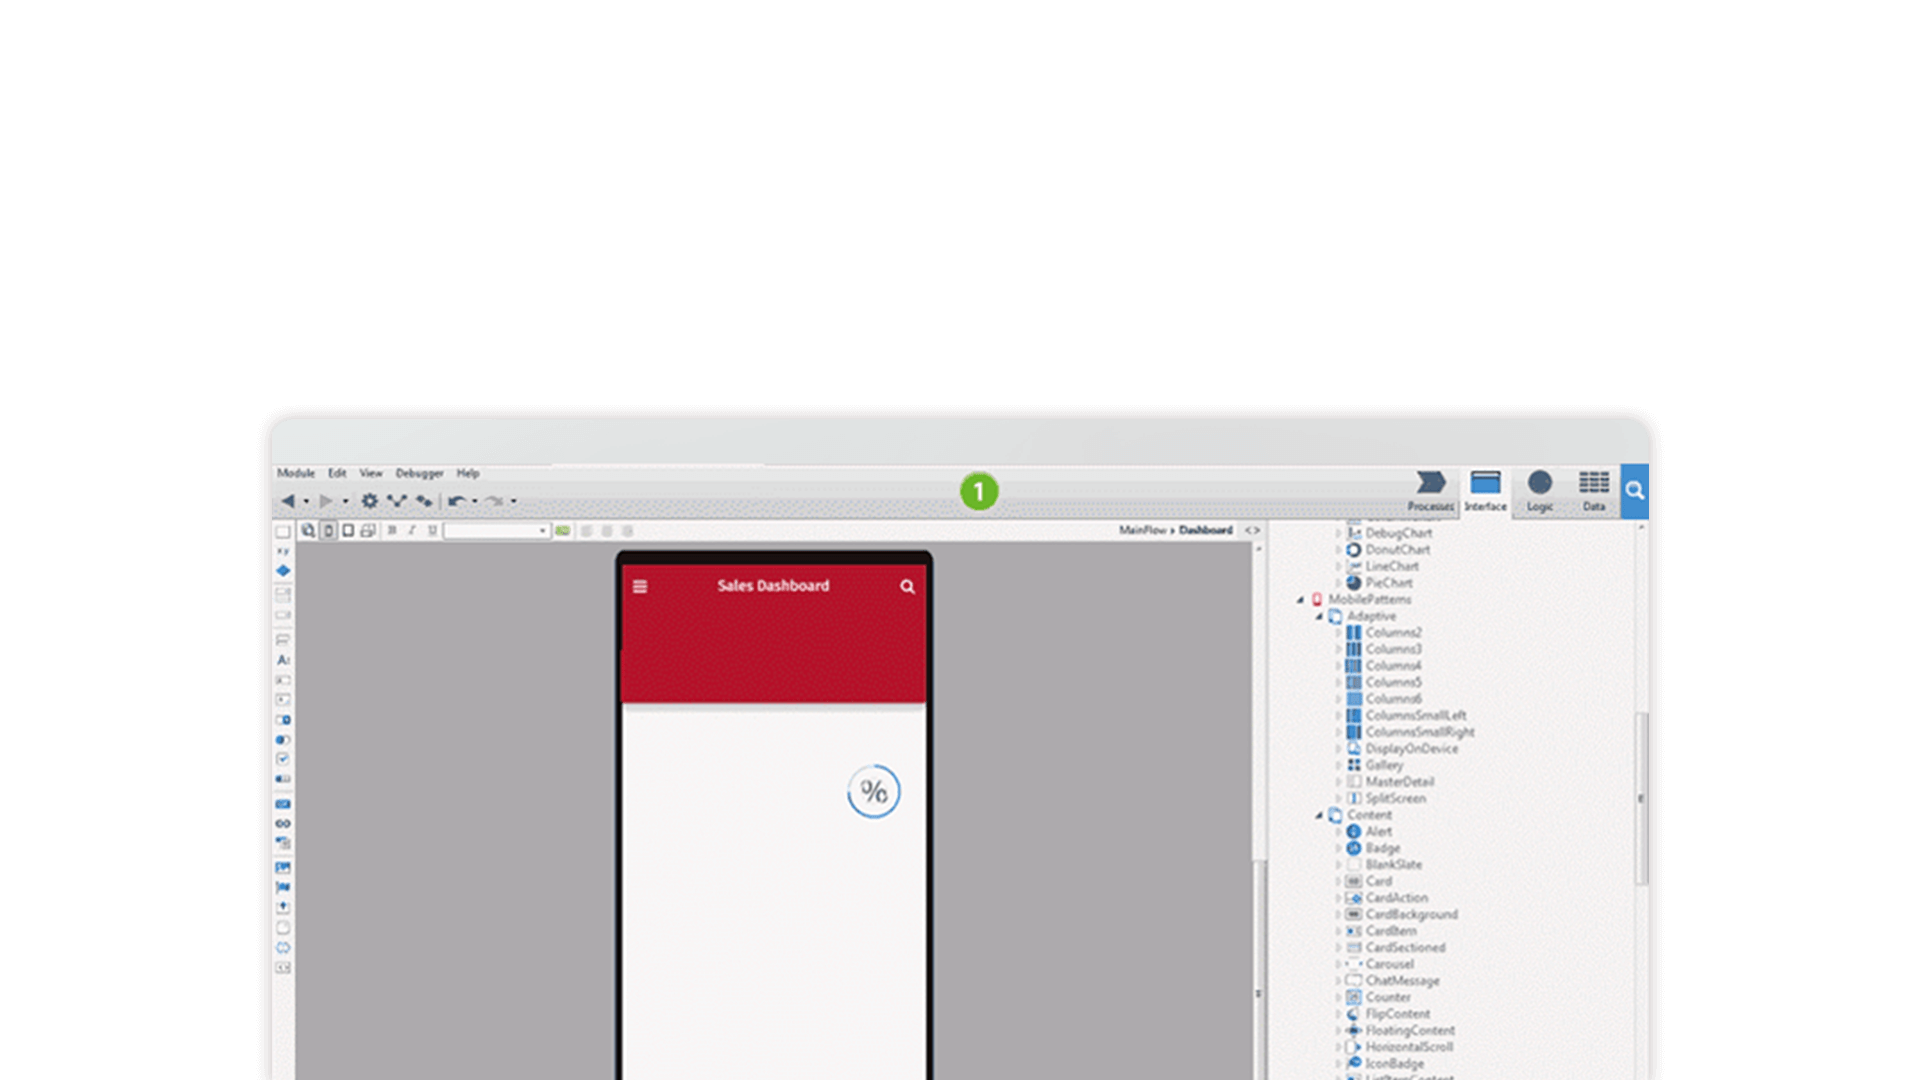 Module Edit View Debugger Help
1
Processes Interface Logic Data
B I U
MainFlow Dashboard
Sales Dashboard
%
DebugChart
DonutChart
LineChart
PieChart
MobilePatterns
Adaptive
Columns2
Columns3
Columns4
Columns5
Columns6
ColumnsSmallLeft
ColumnsSmallRight
DisplayOnDevice
Gallery
MasterDetail
SplitScreen
Content
Alert
Badge
BlankSlate
Card
CardAction
CardBackground
CardItem
CardSectioned
Carousel
ChatMessage
Counter
FlipContent
FloatingContent
HorizontalScroll
IconBadge